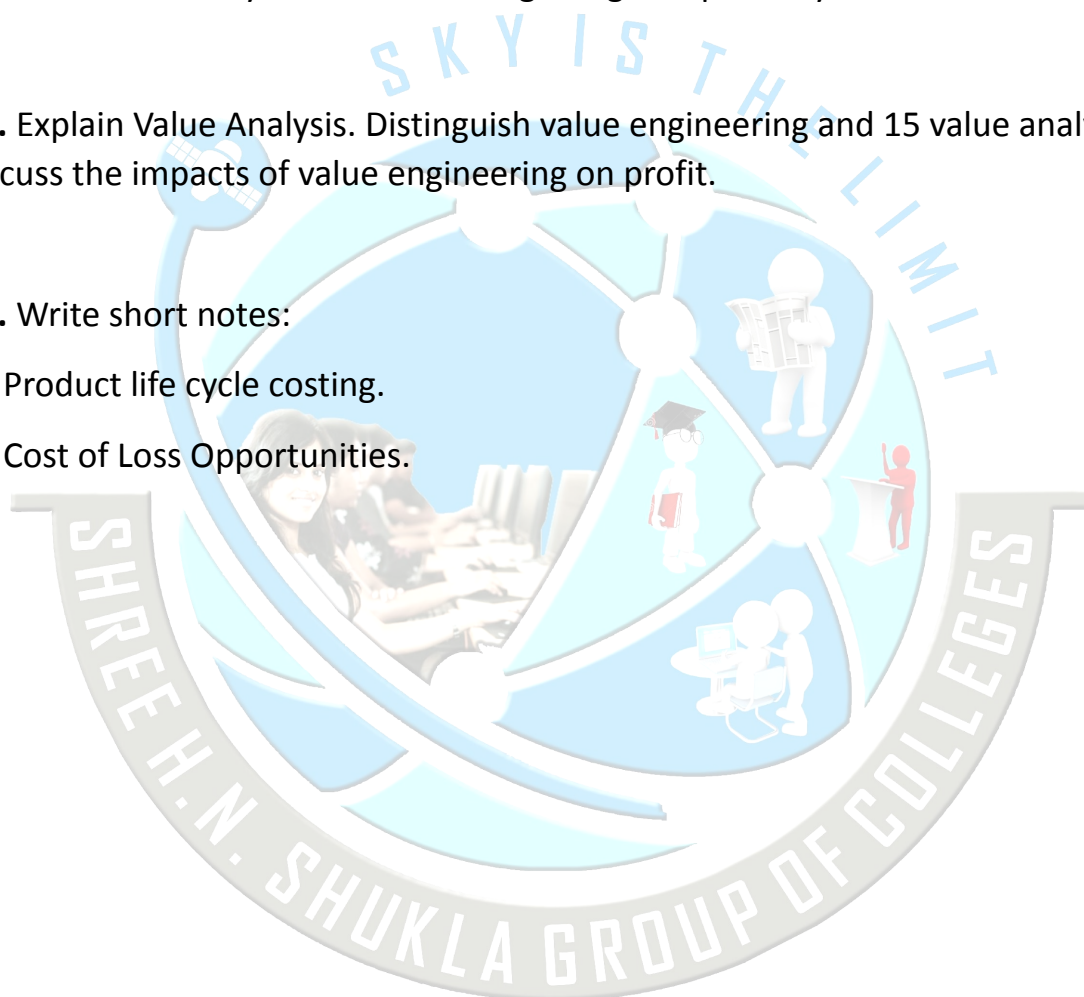 . Explain Value Analysis. Distinguish value engineering and 15 value analy
cuss the impacts of value engineering on profit.
. Write short notes:
Product life cycle costing.
Cost of Loss Opportunities.
SKY IS THE LIMIT
SHREE H.N. SHUKLA GROUP OF COLLEGES